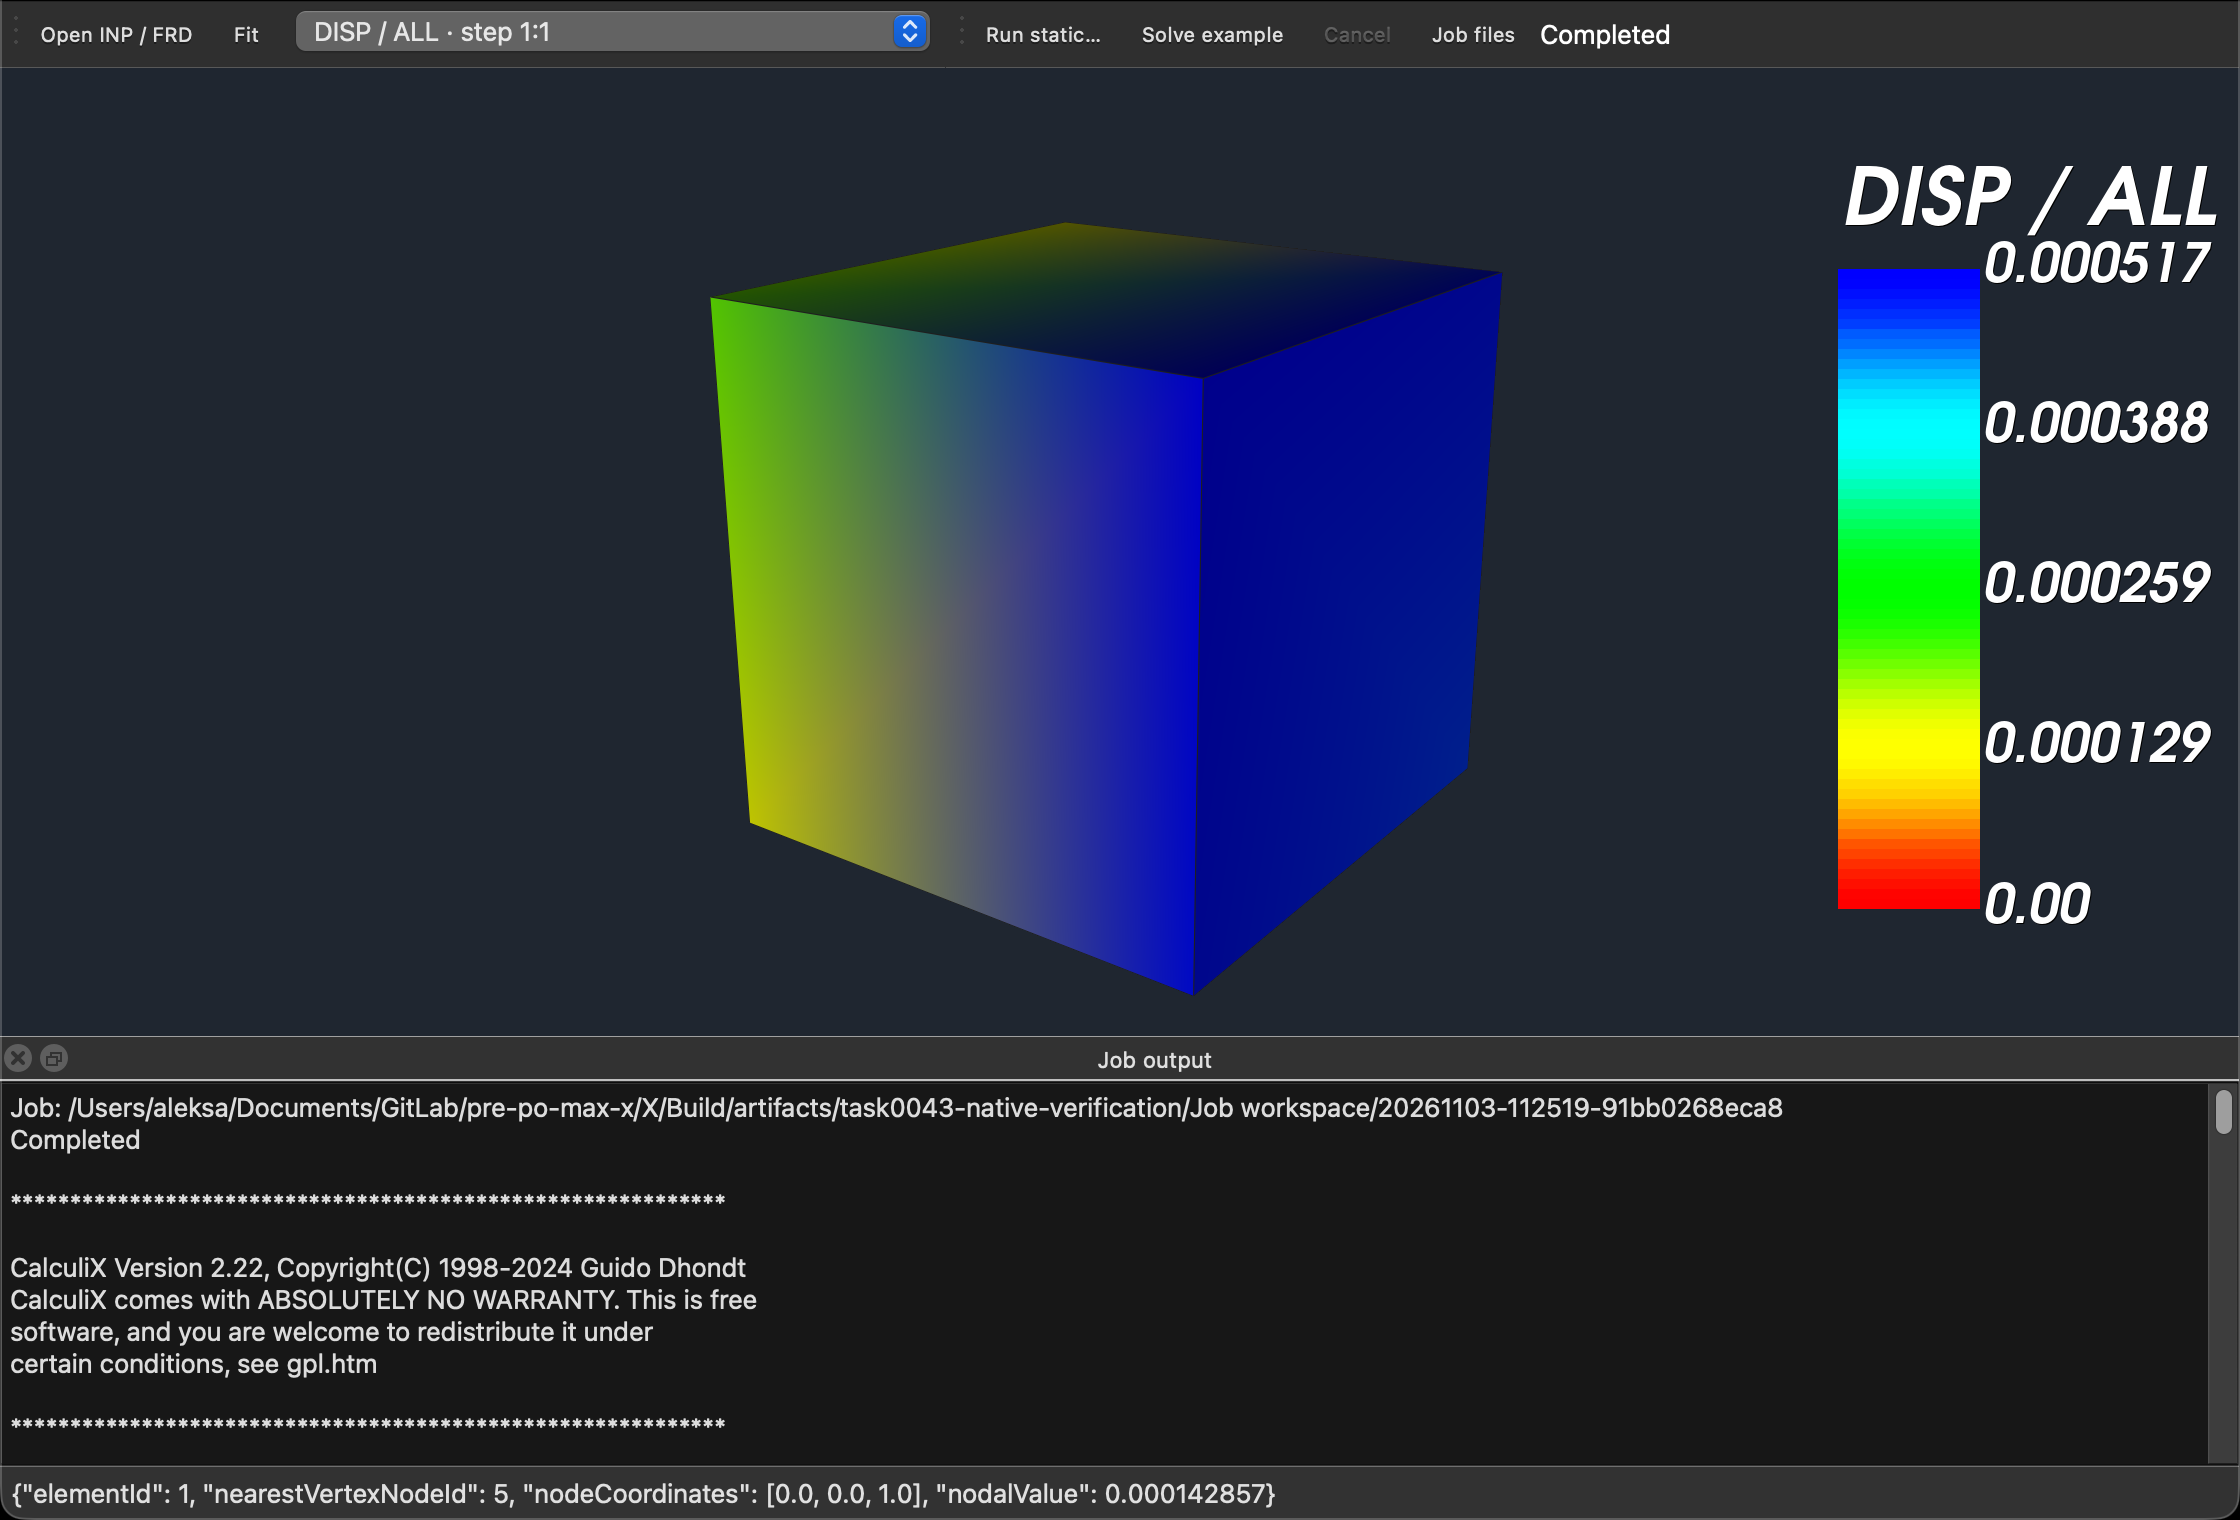 Open INP / FRD Fit DISP / ALL · step 1:1 Run static... Solve example Cancel Job files Completed
DISP / ALL
0.000517
0.000388
0.000259
0.000129
0.00
Job output
Job: /Users/aleksa/Documents/GitLab/pre-po-max-x/X/Build/artifacts/task0043-native-verification/Job workspace/20261103-112519-91bb0268eca8
Completed
************************************************************
CalculiX Version 2.22, Copyright(C) 1998-2024 Guido Dhondt
CalculiX comes with ABSOLUTELY NO WARRANTY. This is free
software, and you are welcome to redistribute it under
certain conditions, see gpl.htm
************************************************************
{"elementId": 1, "nearestVertexNodeId": 5, "nodeCoordinates": [0.0, 0.0, 1.0], "nodalValue": 0.000142857}